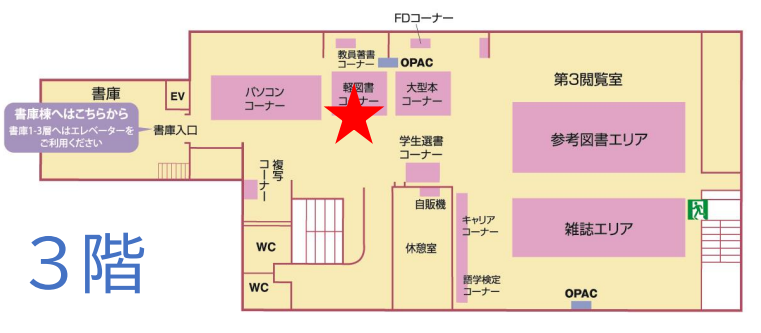 FDコーナー
教員著書
コーナー
OPAC
書庫
EV
パソコン
コーナー
軽図書
コーナー
大型本
コーナー
第3閲覧室
書庫棟へはこちらから
書庫1-3層へはエレベーターを
ご利用ください
書庫入口
参考図書エリア
学生選書
コーナー
複写
コーナー
自販機
キャリア
コーナー
雑誌エリア
WC
休憩室
WC
語学検定
コーナー
OPAC
3階